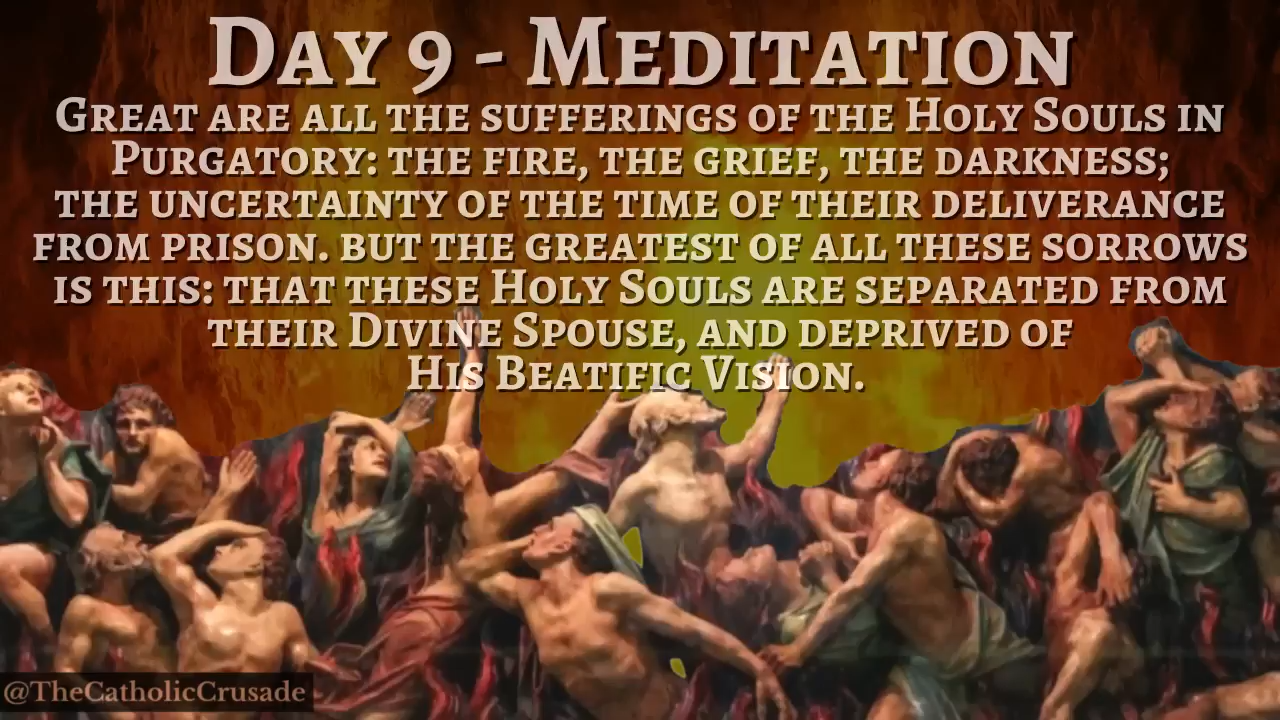 Day 9 - Meditation
Great are all the sufferings of the Holy Souls in
Purgatory: the fire, the grief, the darkness;
the uncertainty of the time of their deliverance
from prison. but the greatest of all these sorrows
is this: that these Holy Souls are separated from
their Divine Spouse, and deprived of
His Beatific Vision.
@TheCatholicCrusade